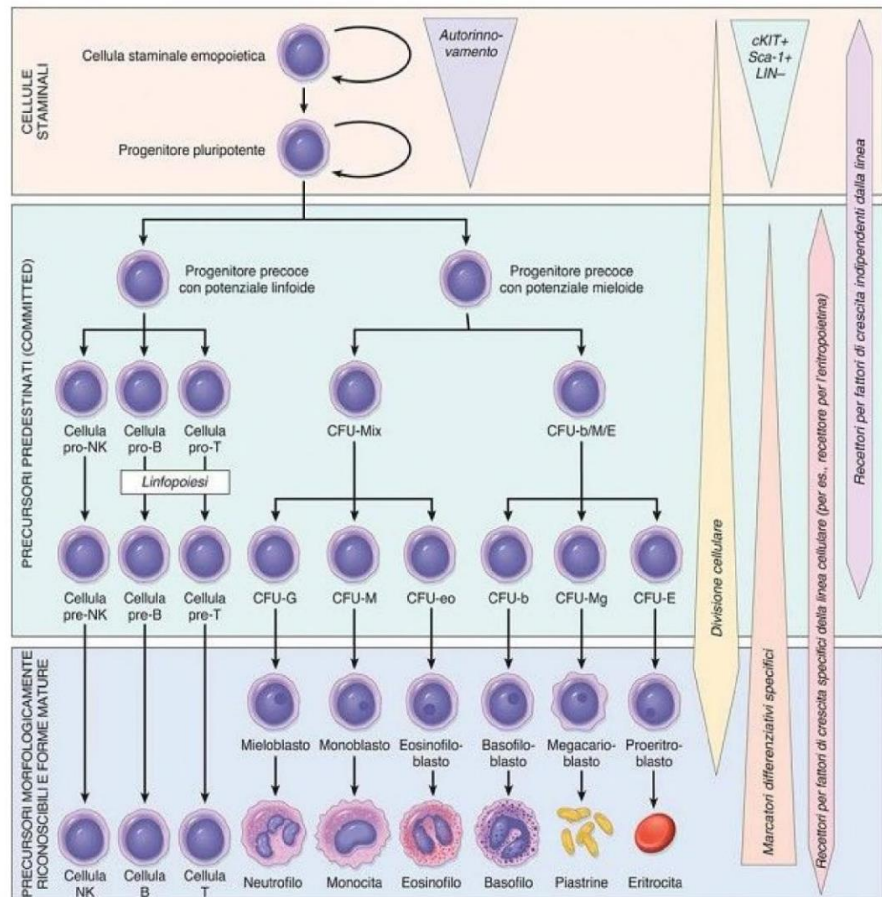 CELLULE
STAMINALI
Cellula staminale emopoietica
Progenitore pluripotente
Autorinno-
vamento
cKIT+
Sca-1+
LIN–
PRECURSORI PREDESTINATI (COMMITTED)
Progenitore precoce
con potenziale linfoide
Progenitore precoce
con potenziale mieloide
Cellula
pro-NK
Cellula
pro-B
Cellula
pro-T
CFU-Mix
CFU-b/M/E
Linfopoiesi
Cellula
pre-NK
Cellula
pre-B
Cellula
pre-T
CFU-G
CFU-M
CFU-eo
CFU-b
CFU-Mg
CFU-E
PRECURSORI MORFOLOGICAMENTE
RICONOSCIBILI E FORME MATURE
Mieloblasto
Monoblasto
Eosinofilo-
blasto
Basofilo-
blasto
Megacario-
blasto
Proeritro-
blasto
Cellula
NK
Cellula
B
Cellula
T
Neutrofilo
Monocita
Eosinofilo
Basofilo
Piastrine
Eritrocita
Divisione cellulare
Marcatori differenziativi specifici
Recettori per fattori di crescita specifici della linea cellulare (per es., recettore per l'eritropoietina)
Recettori per fattori di crescita indipendenti dalla linea